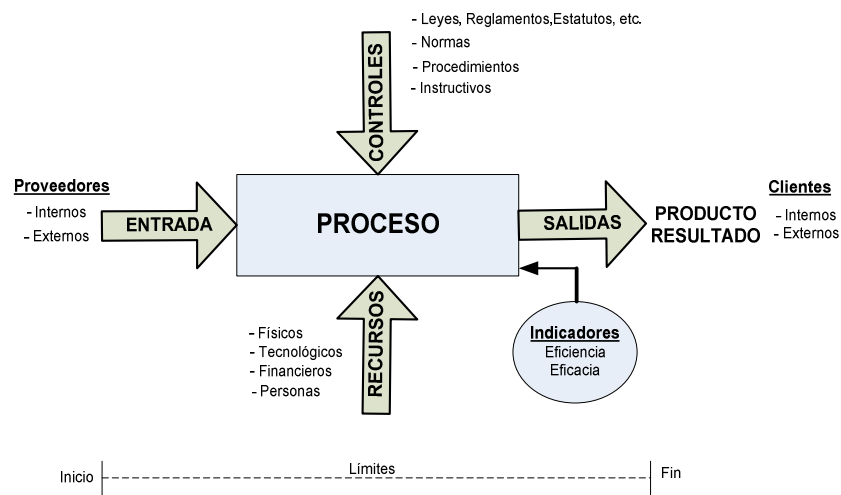 - Leyes, Reglamentos,Estatutos, etc.
- Normas
- Procedimientos
- Instructivos
CONTROLES
Proveedores
- Internos
- Externos
ENTRADA
PROCESO
SALIDAS
PRODUCTO
RESULTADO
Clientes
- Internos
- Externos
- Físicos
- Tecnológicos
- Financieros
- Personas
RECURSOS
Indicadores
Eficiencia
Eficacia
Inicio
Límites
Fin